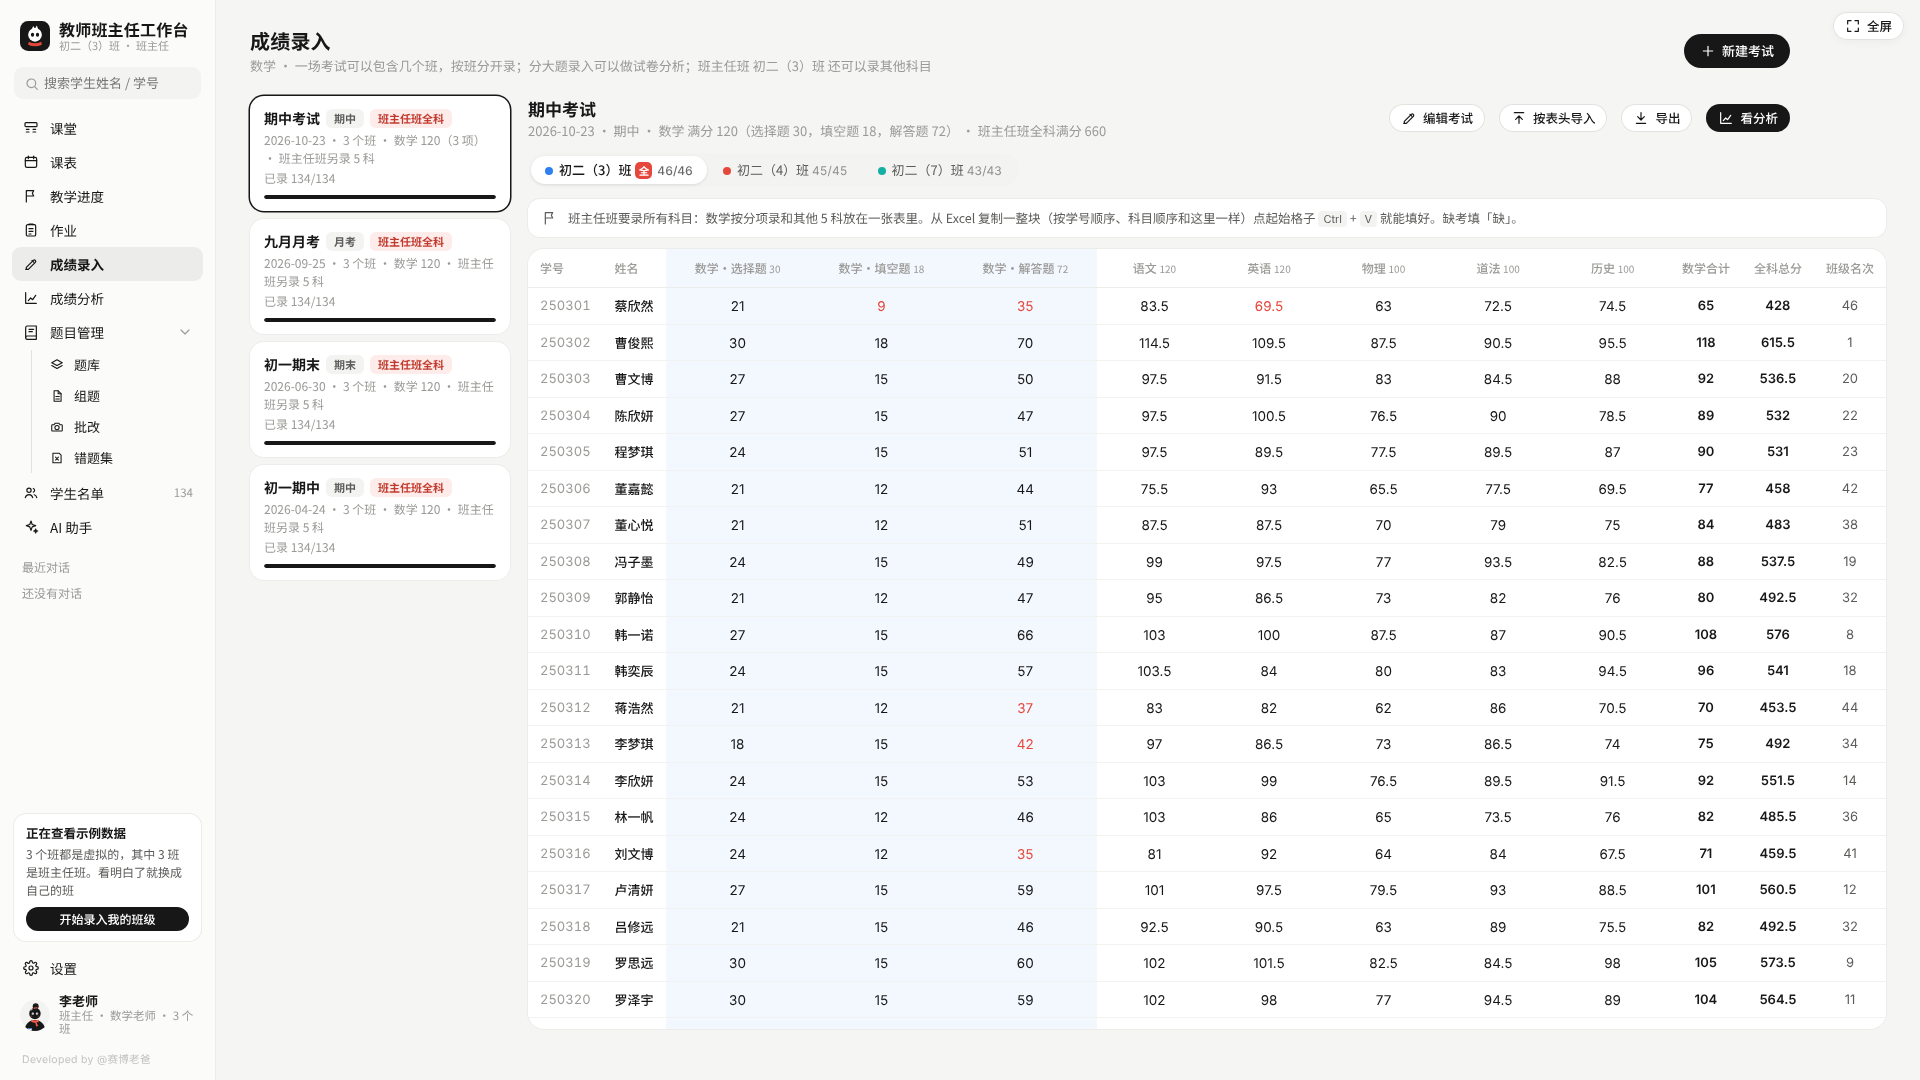 教师班主任工作台
初二（3）班 · 班主任
搜索学生姓名 / 学号
课堂
课表
教学进度
作业
成绩录入
成绩分析
题目管理
题库
组题
批改
错题集
学生名单 134
AI 助手
最近对话
还没有对话
正在查看示例数据
3 个班都是虚拟的，其中 3 班
是班主任班。看明白了就换成
自己的班
开始录入我的班级
设置
李老师
班主任 · 数学老师 · 3 个
班
Developed by @赛博老爸
成绩录入
数学 · 一场考试可以包含几个班，按班分开录；分大题录入可以做试卷分析；班主任班 初二（3）班 还可以录其他科目
全屏
新建考试
期中考试 期中 班主任班全科
2026-10-23 · 3 个班 · 数学 120（3 项）
· 班主任班另录 5 科
已录 134/134
九月月考 月考 班主任班全科
2026-09-25 · 3 个班 · 数学 120 · 班主任
班另录 5 科
已录 134/134
初一期末 期末 班主任班全科
2026-06-30 · 3 个班 · 数学 120 · 班主任
班另录 5 科
已录 134/134
初一期中 期中 班主任班全科
2026-04-24 · 3 个班 · 数学 120 · 班主任
班另录 5 科
已录 134/134
期中考试
2026-10-23 · 期中 · 数学 满分 120（选择题 30，填空题 18，解答题 72） · 班主任班全科满分 660
编辑考试 按表头导入 导出 看分析
初二（3）班 全 46/46 初二（4）班 45/45 初二（7）班 43/43
班主任班要录所有科目：数学按分项录和其他 5 科放在一张表里。从 Excel 复制一整块（按学号顺序、科目顺序和这里一样）点起始格子 Ctrl + V 就能填好。缺考填「缺」。
学号 姓名 数学 · 选择题 30 数学 · 填空题 18 数学 · 解答题 72 语文 120 英语 120 物理 100 道法 100 历史 100 数学合计 全科总分 班级名次
250301 蔡欣然 21 9 35 83.5 69.5 63 72.5 74.5 65 428 46
250302 曹俊熙 30 18 70 114.5 109.5 87.5 90.5 95.5 118 615.5 1
250303 曹文博 27 15 50 97.5 91.5 83 84.5 88 92 536.5 20
250304 陈欣妍 27 15 47 97.5 100.5 76.5 90 78.5 89 532 22
250305 程梦琪 24 15 51 97.5 89.5 77.5 89.5 87 90 531 23
250306 董嘉懿 21 12 44 75.5 93 65.5 77.5 69.5 77 458 42
250307 董心悦 21 12 51 87.5 87.5 70 79 75 84 483 38
250308 冯子墨 24 15 49 99 97.5 77 93.5 82.5 88 537.5 19
250309 郭静怡 21 12 47 95 86.5 73 82 76 80 492.5 32
250310 韩一诺 27 15 66 103 100 87.5 87 90.5 108 576 8
250311 韩奕辰 24 15 57 103.5 84 80 83 94.5 96 541 18
250312 蒋浩然 21 12 37 83 82 62 86 70.5 70 453.5 44
250313 李梦琪 18 15 42 97 86.5 73 86.5 74 75 492 34
250314 李欣妍 24 15 53 103 99 76.5 89.5 91.5 92 551.5 14
250315 林一帆 24 12 46 103 86 65 73.5 76 82 485.5 36
250316 刘文博 24 12 35 81 92 64 84 67.5 71 459.5 41
250317 卢清妍 27 15 59 101 97.5 79.5 93 88.5 101 560.5 12
250318 吕修远 21 15 46 92.5 90.5 63 89 75.5 82 492.5 32
250319 罗思远 30 15 60 102 101.5 82.5 84.5 98 105 573.5 9
250320 罗泽宇 30 15 59 102 98 77 94.5 89 104 564.5 11